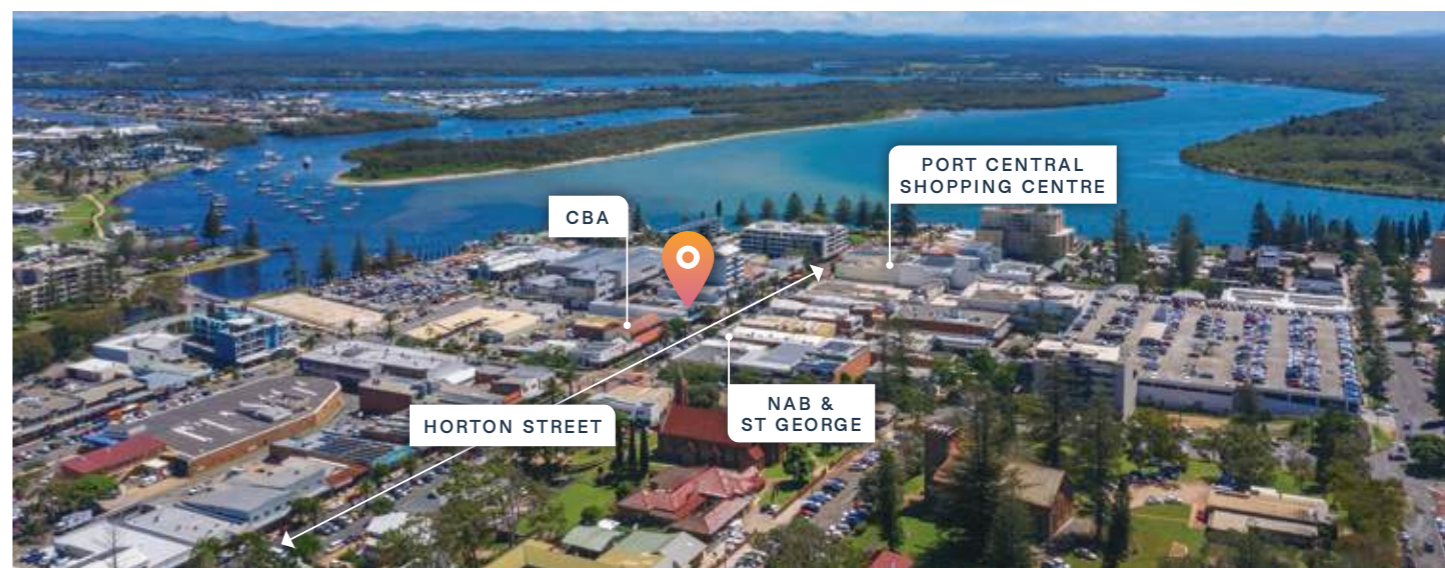 PORT CENTRAL
SHOPPING CENTRE
CBA
NAB &
ST GEORGE
HORTON STREET